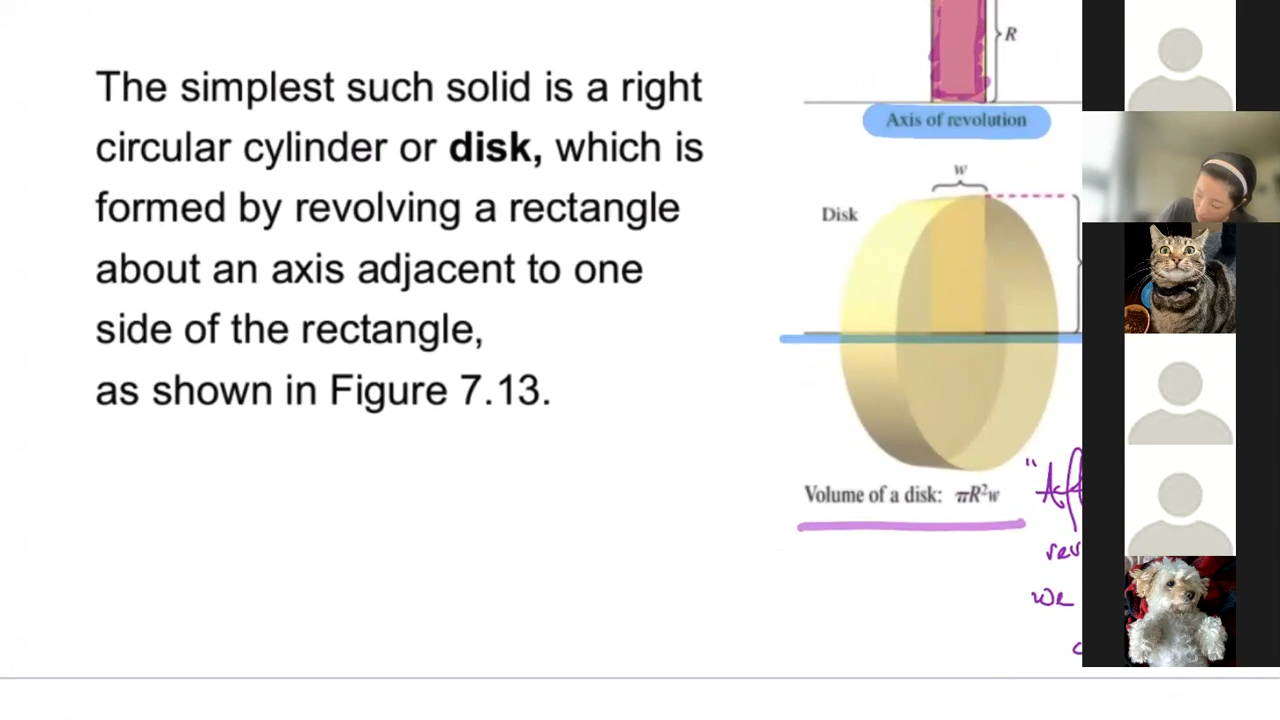 The simplest such solid is a right
circular cylinder or disk, which is
formed by revolving a rectangle
about an axis adjacent to one
side of the rectangle,
as shown in Figure 7.13.
R
Axis of revolution
w
Disk
Volume of a disk: πR²w
we